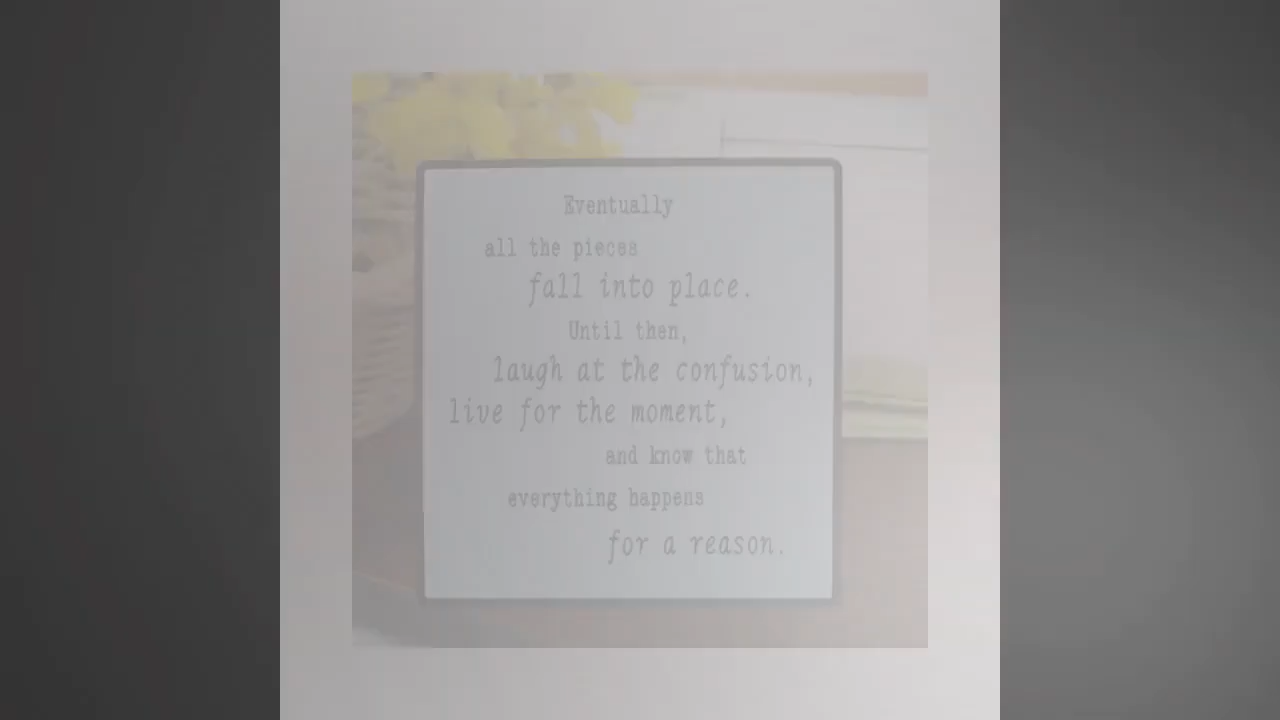 Eventually
all the pieces
fall into place.
Until then,
laugh at the confusion,
live for the moment,
and know that
everything happens
for a reason.